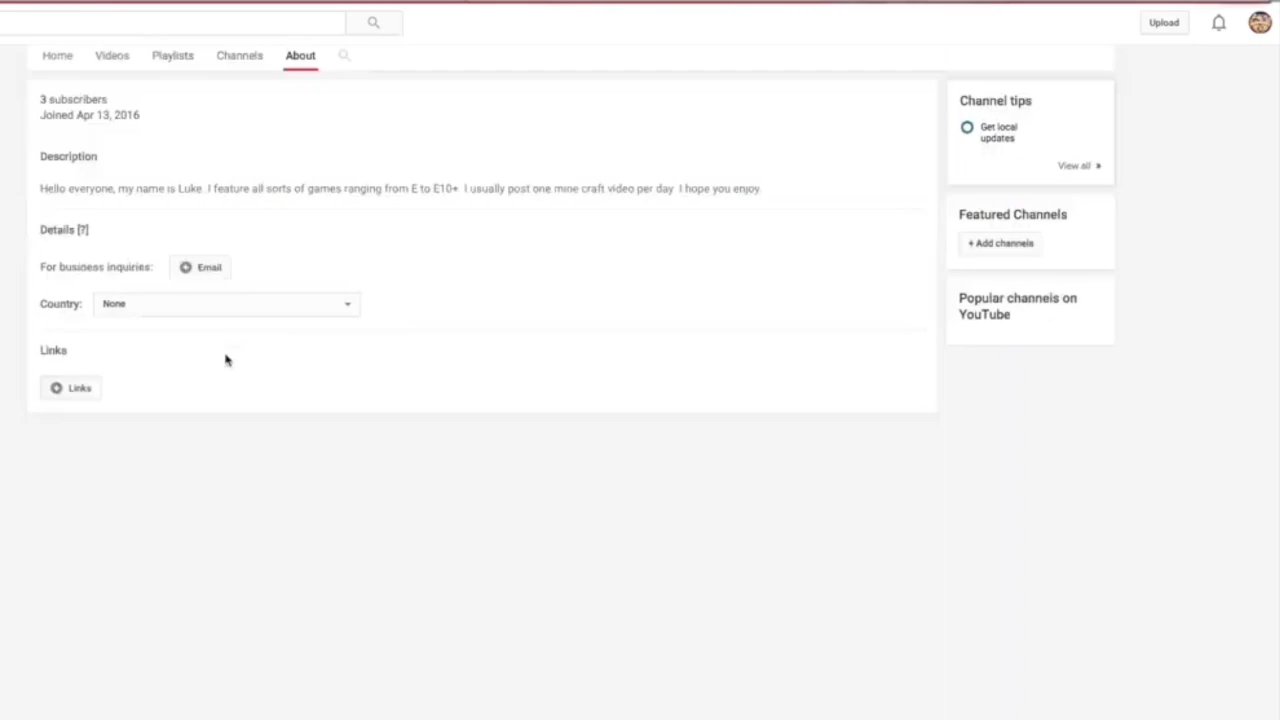 Upload
Home Videos Playlists Channels About
3 subscribers
Joined Apr 13, 2016
Description
Hello everyone, my name is Luke. I feature all sorts of games ranging from E to E10+ I usually post one mine craft video per day I hope you enjoy
Details [?]
For business inquiries: Email
Country: None
Links
Links
Channel tips
Get local
updates
View all »
Featured Channels
+ Add channels
Popular channels on
YouTube